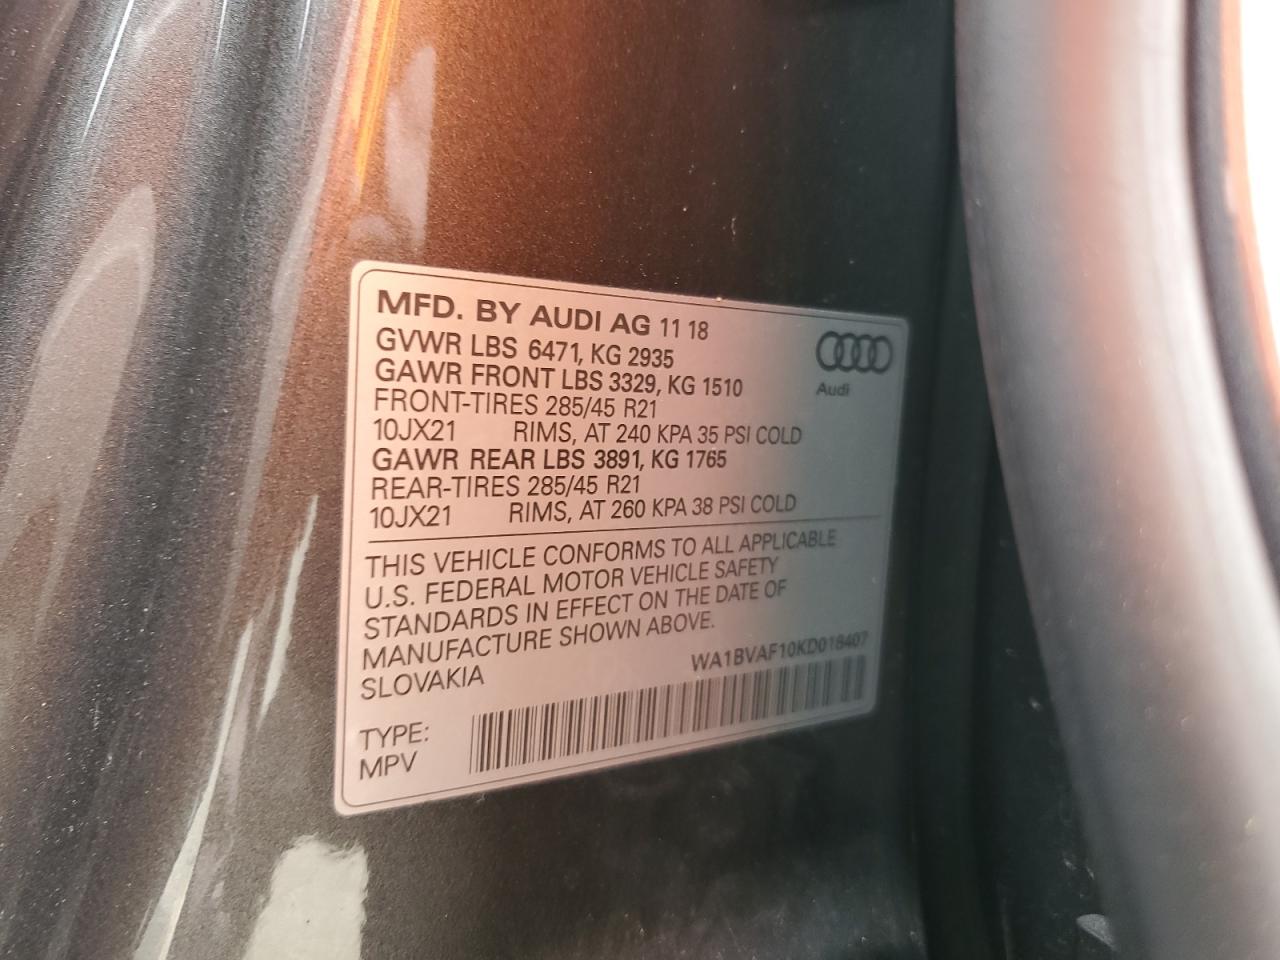 MFD. BY AUDI AG 11 18
GVWR LBS 6471, KG 2935
GAWR FRONT LBS 3329, KG 1510
FRONT-TIRES 285/45 R21
10JX21 RIMS, AT 240 KPA 35 PSI COLD
GAWR REAR LBS 3891, KG 1765
REAR-TIRES 285/45 R21
10JX21 RIMS, AT 260 KPA 38 PSI COLD
Audi
THIS VEHICLE CONFORMS TO ALL APPLICABLE
U.S. FEDERAL MOTOR VEHICLE SAFETY
STANDARDS IN EFFECT ON THE DATE OF
MANUFACTURE SHOWN ABOVE.
SLOVAKIA
WA1BVAF10KD018407
TYPE:
MPV